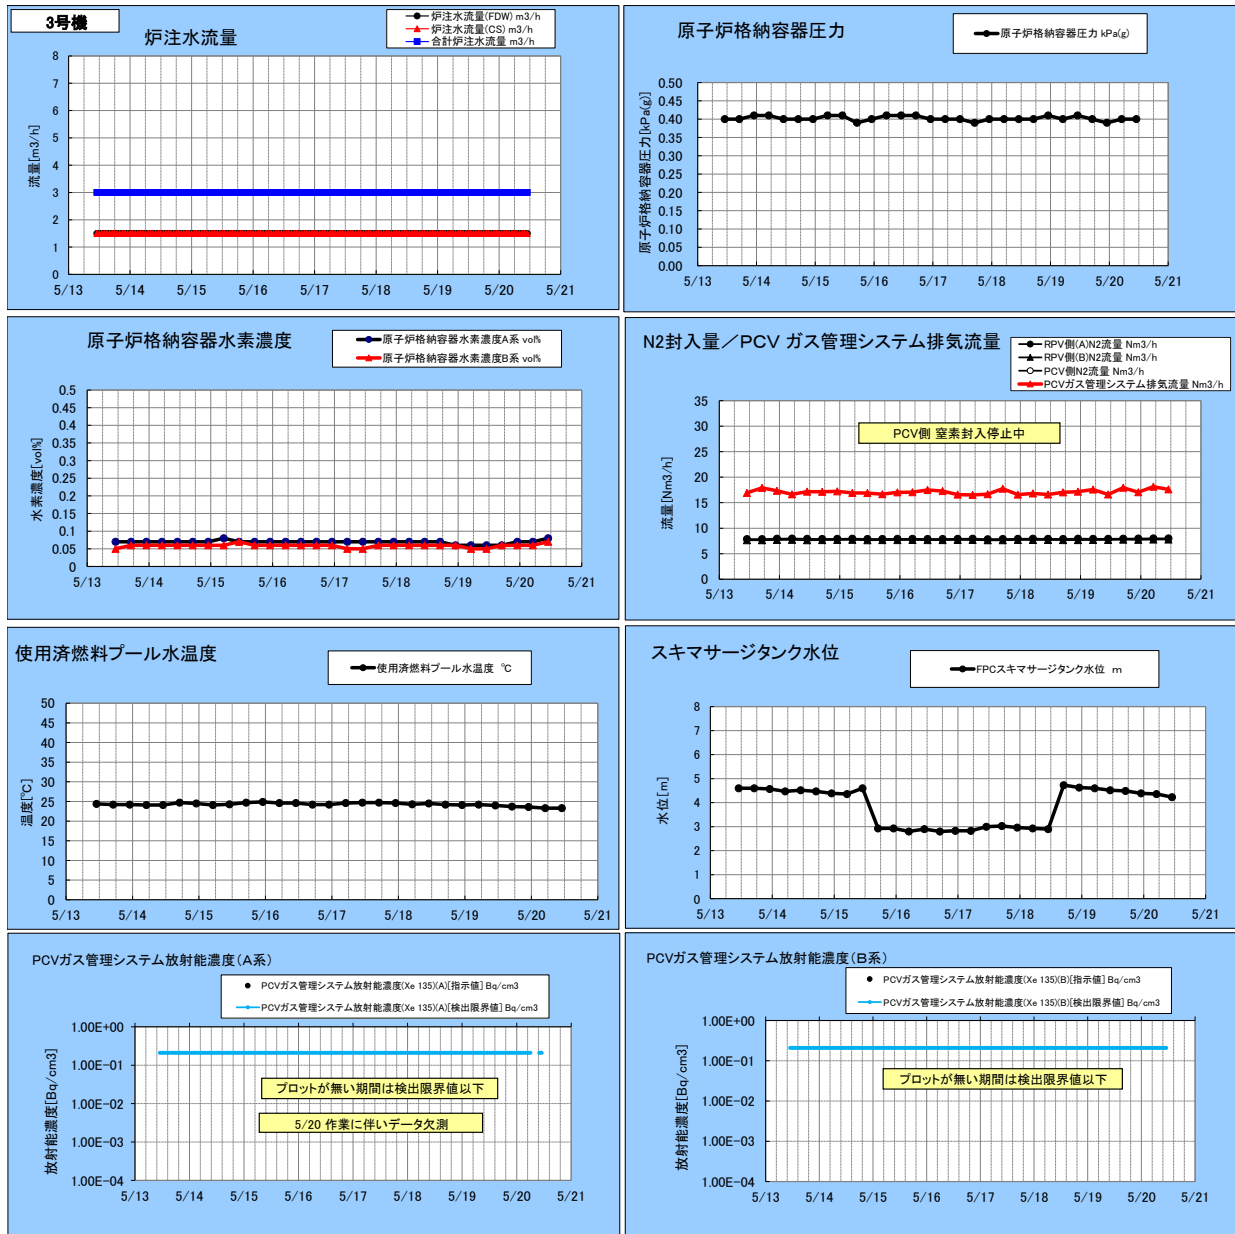 3号機
炉注水流量
炉注水流量(FDW) m3/h
炉注水流量(CS) m3/h
合計炉注水流量 m3/h
流量[m3/h]
8
7
6
5
4
3
2
1
0
5/13 5/14 5/15 5/16 5/17 5/18 5/19 5/20 5/21
原子炉格納容器圧力
原子炉格納容器圧力 kPa(g)
原子炉格納容器圧力[kPa(g)]
0.50
0.45
0.40
0.35
0.30
0.25
0.20
0.15
0.10
0.05
0.00
5/13 5/14 5/15 5/16 5/17 5/18 5/19 5/20 5/21
原子炉格納容器水素濃度
原子炉格納容器水素濃度A系 vol%
原子炉格納容器水素濃度B系 vol%
水素濃度[vol%]
0.5
0.45
0.4
0.35
0.3
0.25
0.2
0.15
0.1
0.05
0
5/13 5/14 5/15 5/16 5/17 5/18 5/19 5/20 5/21
N2封入量/PCV ガス管理システム排気流量
RPV側(A)N2流量 Nm3/h
RPV側(B)N2流量 Nm3/h
PCV側N2流量 Nm3/h
PCVガス管理システム排気流量 Nm3/h
PCV側 窒素封入停止中
流量[Nm3/h]
35
30
25
20
15
10
5
0
5/13 5/14 5/15 5/16 5/17 5/18 5/19 5/20 5/21
使用済燃料プール水温度
使用済燃料プール水温度 ℃
温度[℃]
50
45
40
35
30
25
20
15
10
5
0
5/13 5/14 5/15 5/16 5/17 5/18 5/19 5/20 5/21
スキマサージタンク水位
FPCスキマサージタンク水位 m
水位[m]
8
7
6
5
4
3
2
1
0
5/13 5/14 5/15 5/16 5/17 5/18 5/19 5/20 5/21
PCVガス管理システム放射能濃度(A系)
PCVガス管理システム放射能濃度(Xe 135)(A)[指示値] Bq/cm3
PCVガス管理システム放射能濃度(Xe 135)(A)[検出限界値] Bq/cm3
放射能濃度[Bq/cm3]
1.00E+00
1.00E-01
1.00E-02
1.00E-03
1.00E-04
プロットが無い期間は検出限界値以下
5/20 作業に伴いデータ欠測
5/13 5/14 5/15 5/16 5/17 5/18 5/19 5/20 5/21
PCVガス管理システム放射能濃度(B系)
PCVガス管理システム放射能濃度(Xe 135)(B)[指示値] Bq/cm3
PCVガス管理システム放射能濃度(Xe 135)(B)[検出限界値] Bq/cm3
放射能濃度[Bq/cm3]
1.00E+00
1.00E-01
1.00E-02
1.00E-03
1.00E-04
プロットが無い期間は検出限界値以下
5/13 5/14 5/15 5/16 5/17 5/18 5/19 5/20 5/21